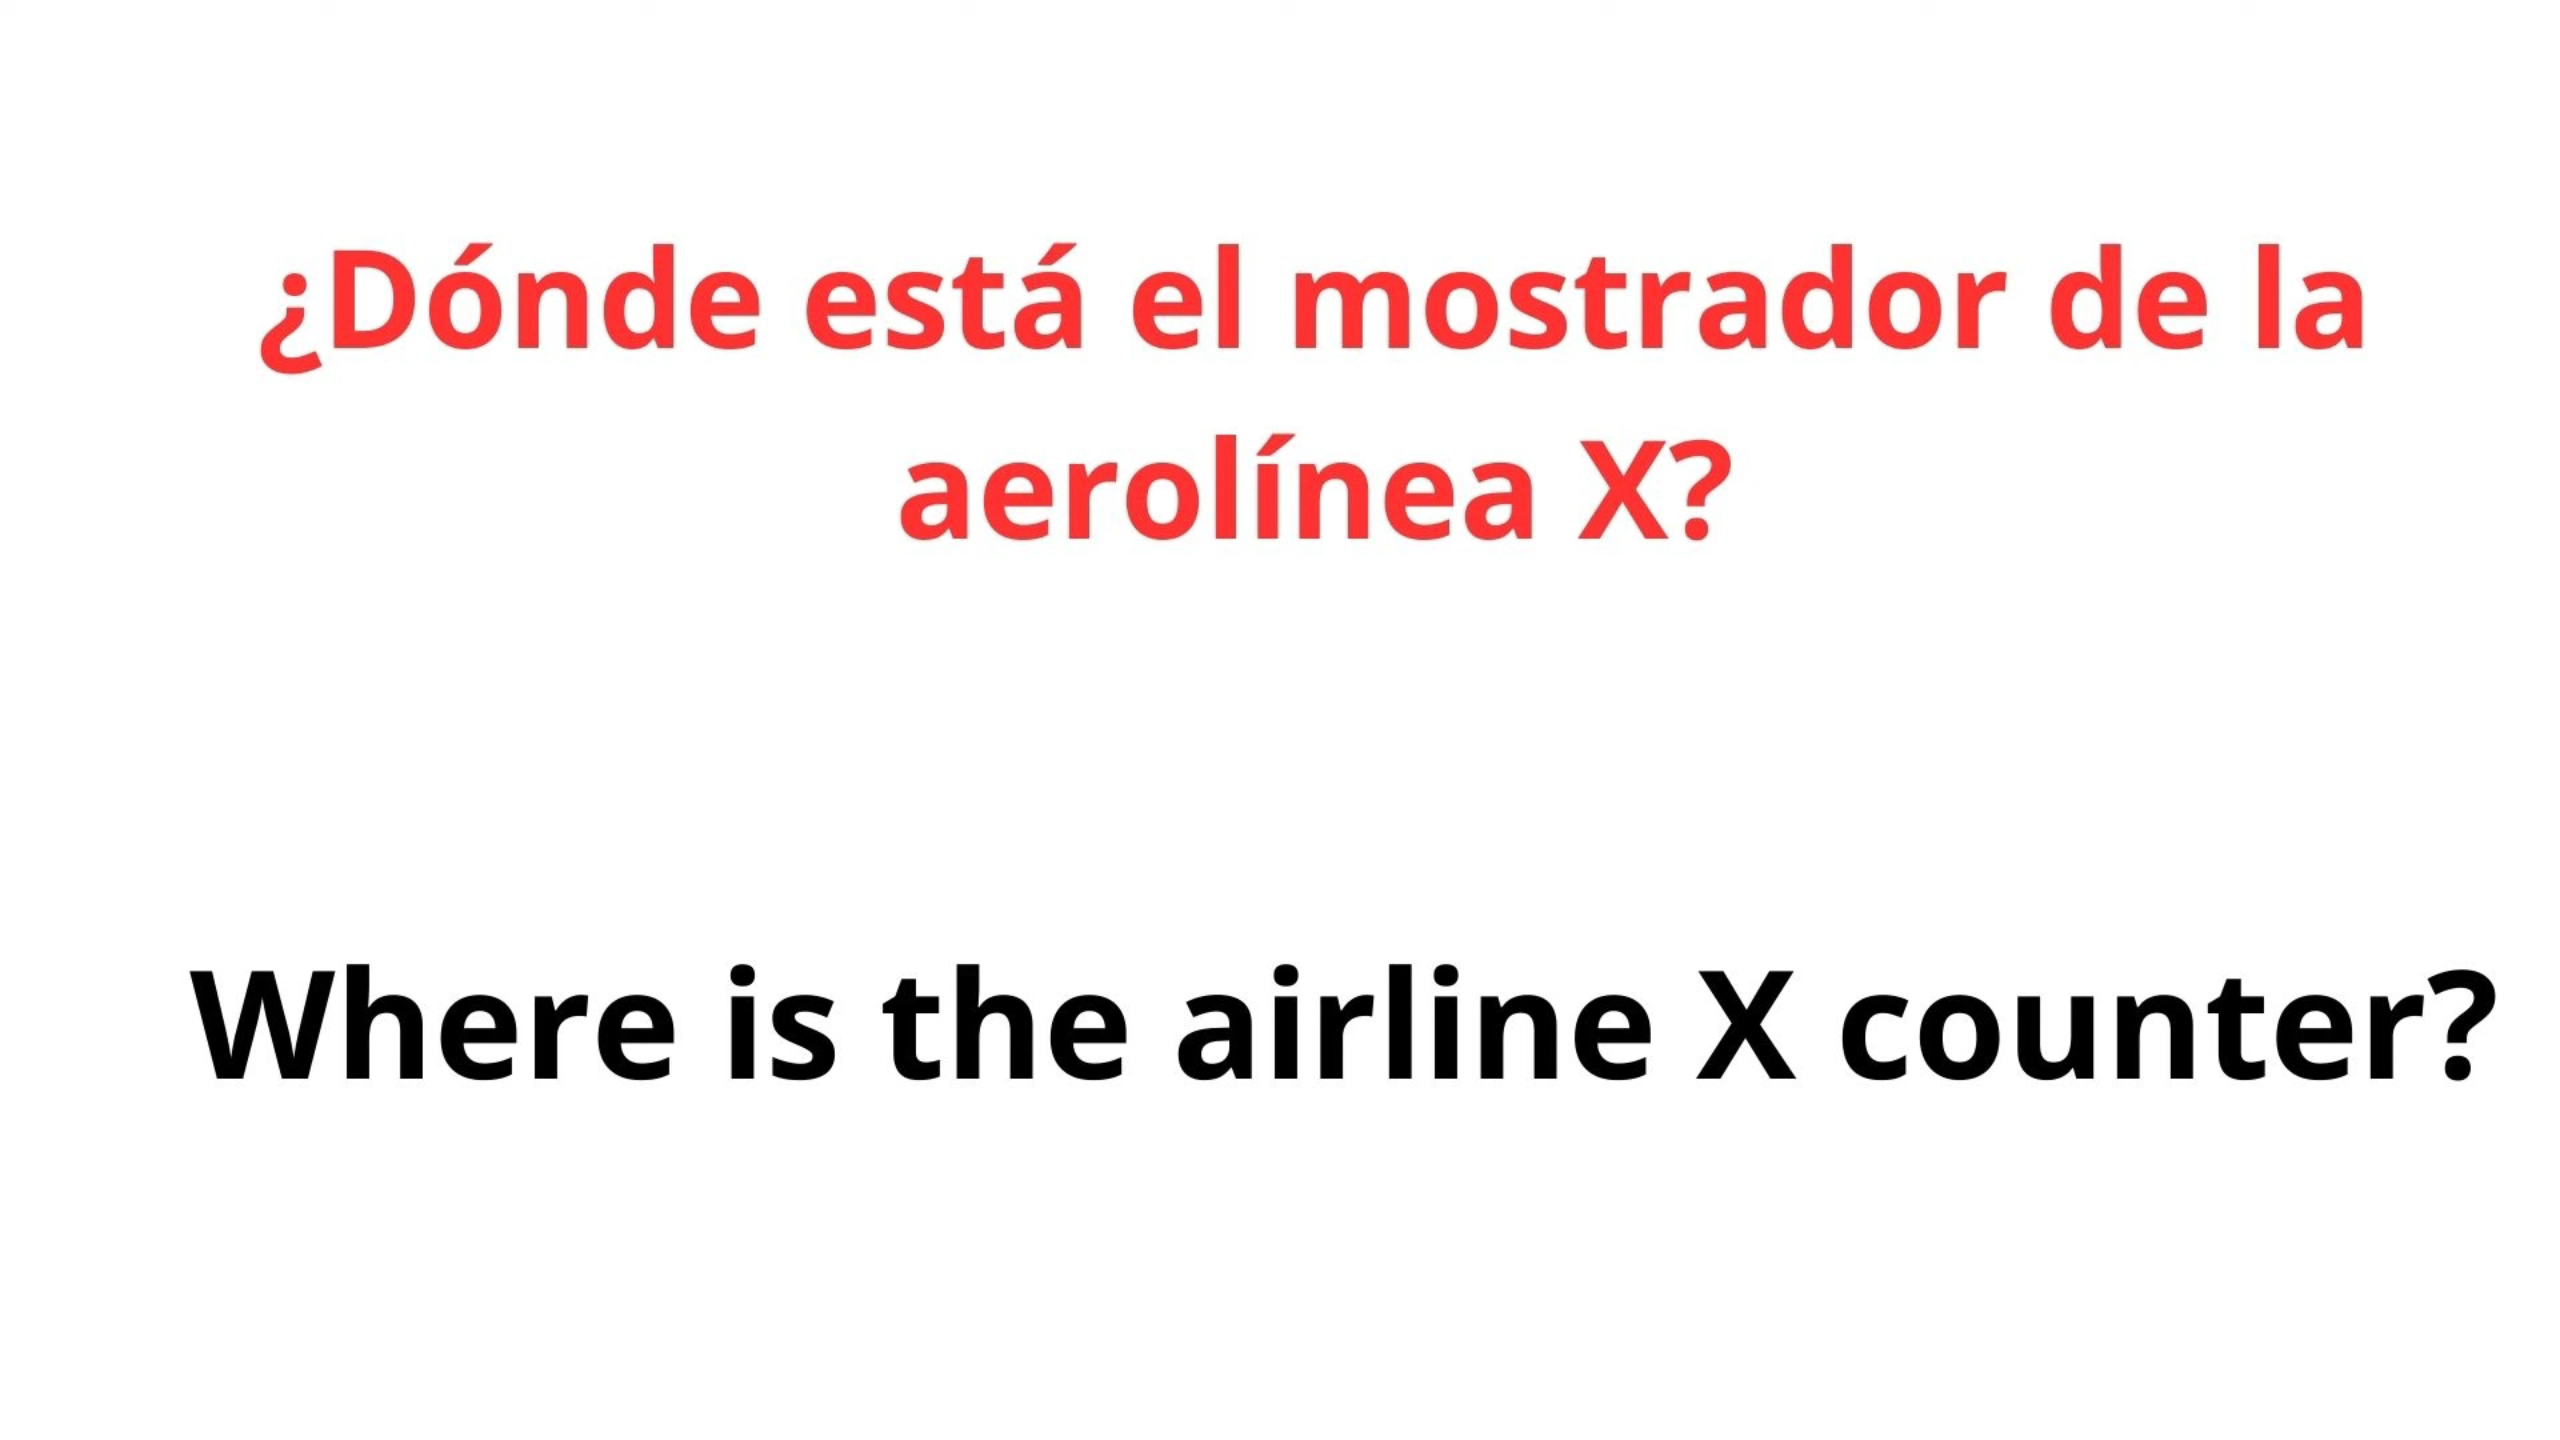 ¿Dónde está el mostrador de la
aerolínea X?
Where is the airline X counter?